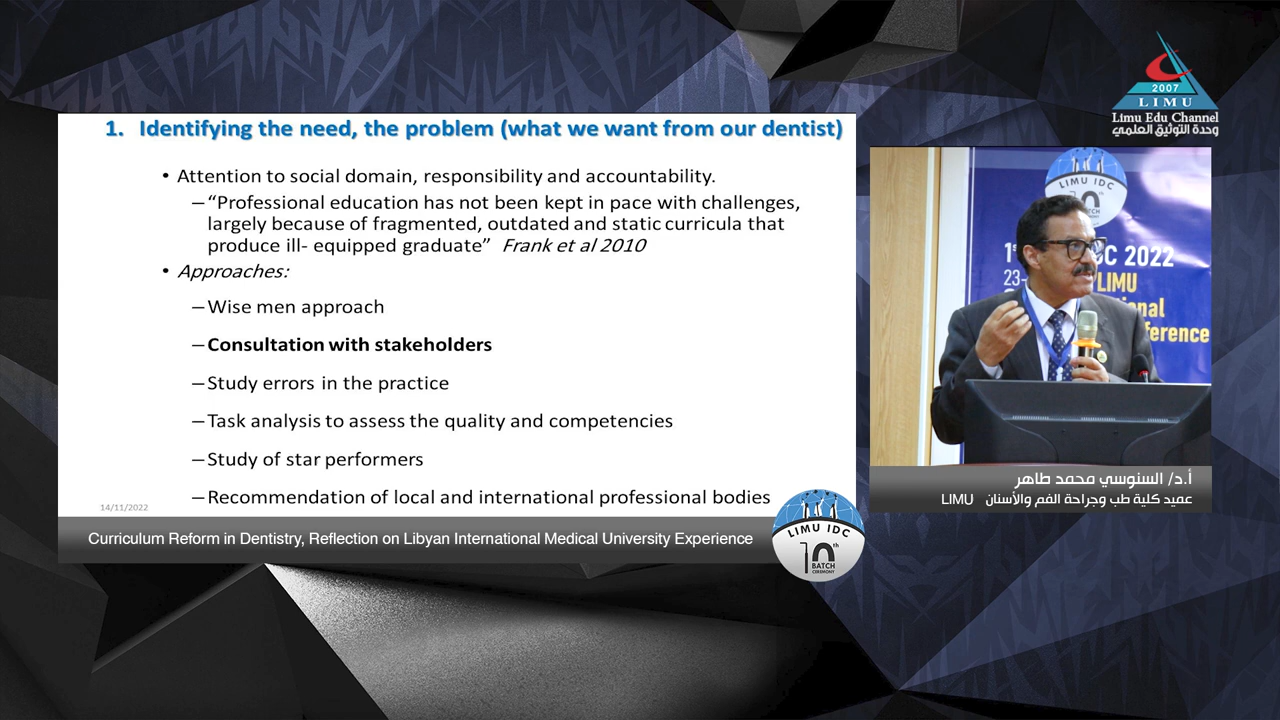 1. Identifying the need, the problem (what we want from our dentist)
• Attention to social domain, responsibility and accountability.
–“Professional education has not been kept in pace with challenges,
largely because of fragmented, outdated and static curricula that
produce ill- equipped graduate” Frank et al 2010
• Approaches:
–Wise men approach
–Consultation with stakeholders
–Study errors in the practice
–Task analysis to assess the quality and competencies
–Study of star performers
–Recommendation of local and international professional bodies
14/11/2022
Curriculum Reform in Dentistry, Reflection on Libyan International Medical University Experience
LIMU IDC
10th
BATCH
CEREMONY
2007
LIMU
Limu Edu Channel
وحدة التوثيق العلمي
LIMU IDC
C 2022
23-
LIMU
ference
أ.د/ السنوسي محمد طاهر
عميد كلية طب وجراحة الفم والأسنان LIMU